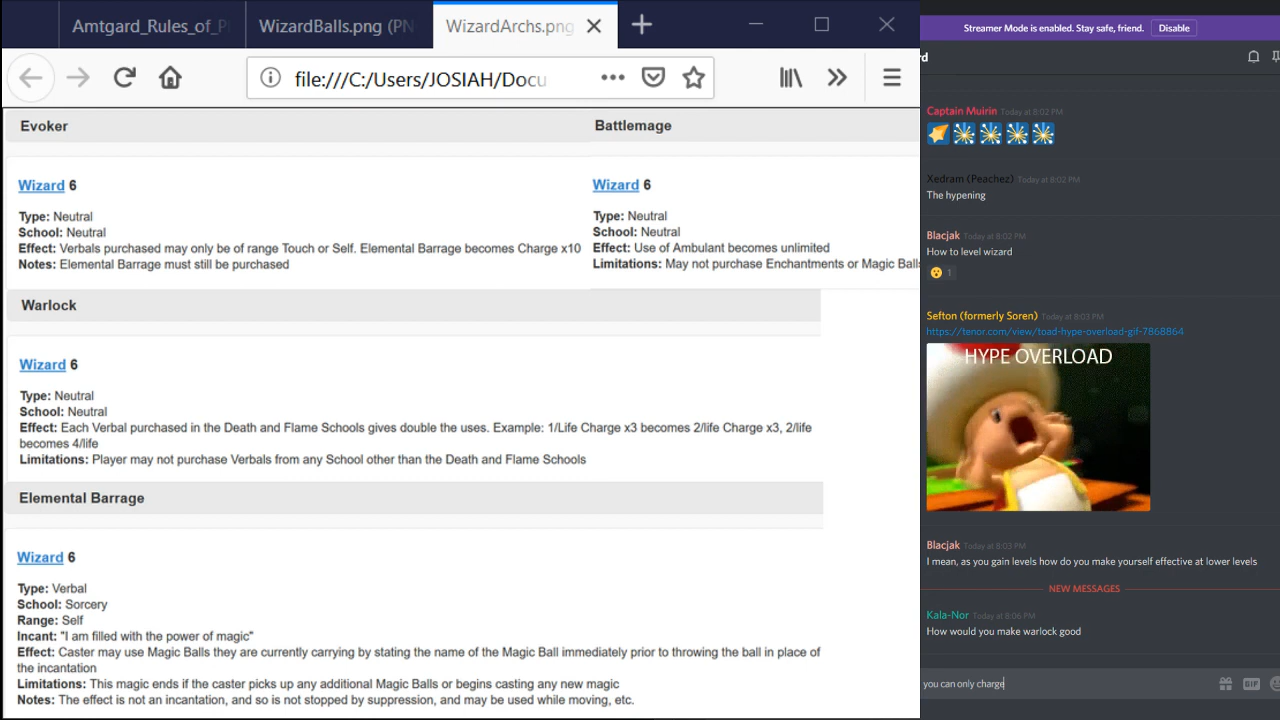 Amtgard_Rules_of_P
WizardBalls.png (PN
WizardArchs.png
file:///C:/Users/JOSIAH/Docu
Evoker
Wizard 6
Type: Neutral
School: Neutral
Effect: Verbals purchased may only be of range Touch or Self. Elemental Barrage becomes Charge x10
Notes: Elemental Barrage must still be purchased
Battlemage
Wizard 6
Type: Neutral
School: Neutral
Effect: Use of Ambulant becomes unlimited
Limitations: May not purchase Enchantments or Magic Balls
Warlock
Wizard 6
Type: Neutral
School: Neutral
Effect: Each Verbal purchased in the Death and Flame Schools gives double the uses. Example: 1/Life Charge x3 becomes 2/life Charge x3, 2/life
becomes 4/life
Limitations: Player may not purchase Verbals from any School other than the Death and Flame Schools
Elemental Barrage
Wizard 6
Type: Verbal
School: Sorcery
Range: Self
Incant: "I am filled with the power of magic"
Effect: Caster may use Magic Balls they are currently carrying by stating the name of the Magic Ball immediately prior to throwing the ball in place of
the incantation
Limitations: This magic ends if the caster picks up any additional Magic Balls or begins casting any new magic
Notes: The effect is not an incantation, and so is not stopped by suppression, and may be used while moving, etc.
Streamer Mode is enabled. Stay safe, friend. Disable
rd
Captain Muirin Today at 8:02 PM
Xedram (Peachez) Today at 8:02 PM
The hypening
Blacjak Today at 8:02 PM
How to level wizard
1
Sefton (formerly Soren) Today at 8:03 PM
https://tenor.com/view/toad-hype-overload-gif-7868864
HYPE OVERLOAD
Blacjak Today at 8:03 PM
I mean, as you gain levels how do you make yourself effective at lower levels
NEW MESSAGES
Kala-Nor Today at 8:06 PM
How would you make warlock good
you can only charge
GIF